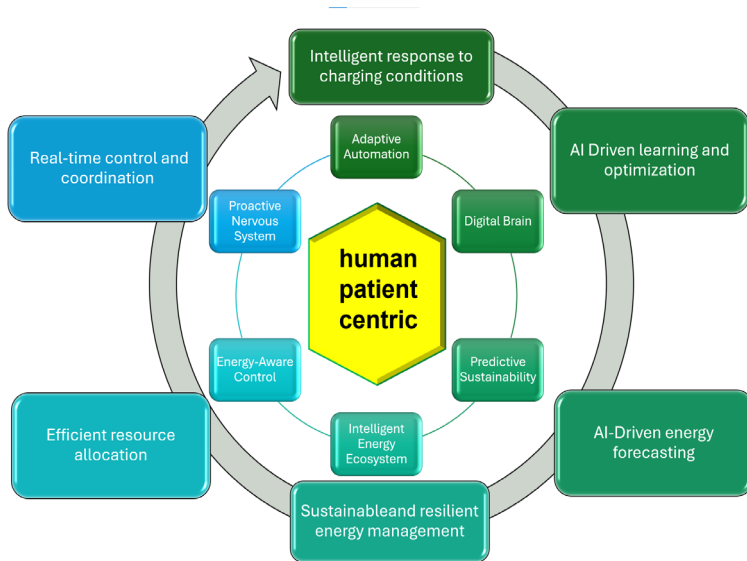 Intelligent response to
charging conditions
Adaptive
Automation
Real-time control and
coordination
AI Driven learning and
optimization
Proactive
Nervous
System
Digital Brain
human
patient
centric
Energy-Aware
Control
Predictive
Sustainability
Efficient resource
allocation
Intelligent
Energy
Ecosystem
AI-Driven energy
forecasting
Sustainableand resilient
energy management